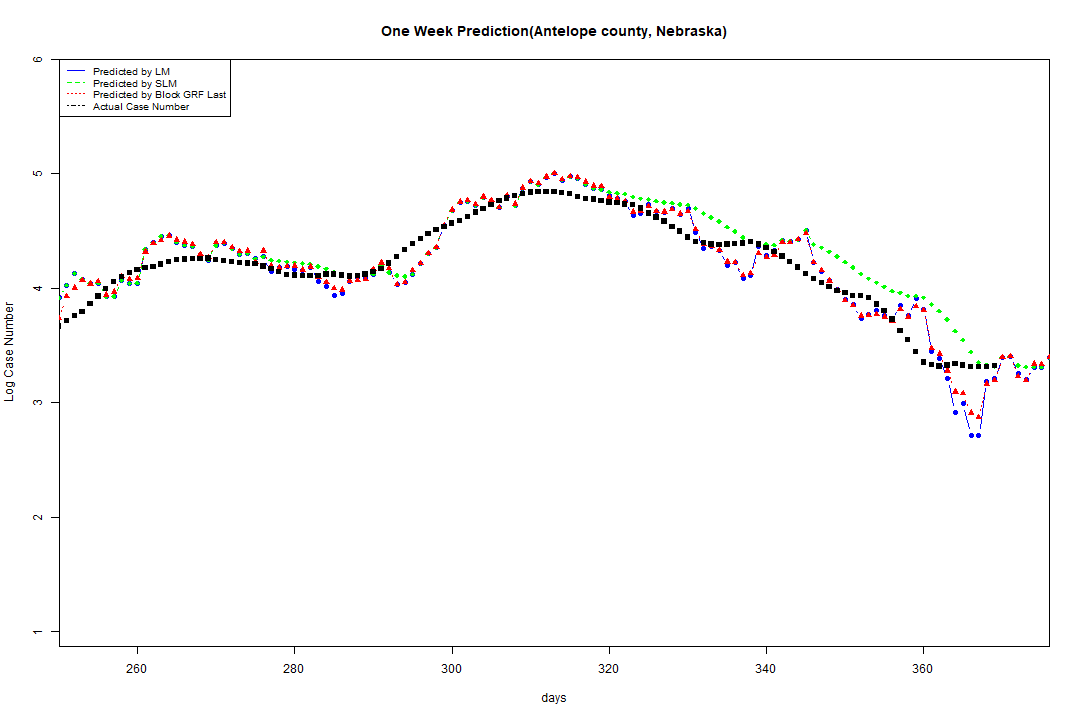 One Week Prediction(Antelope county, Nebraska)
Predicted by LM
Predicted by SLM
Predicted by Block GRF Last
Actual Case Number
6
5
4
3
2
1
Log Case Number
260 280 300 320 340 360
days